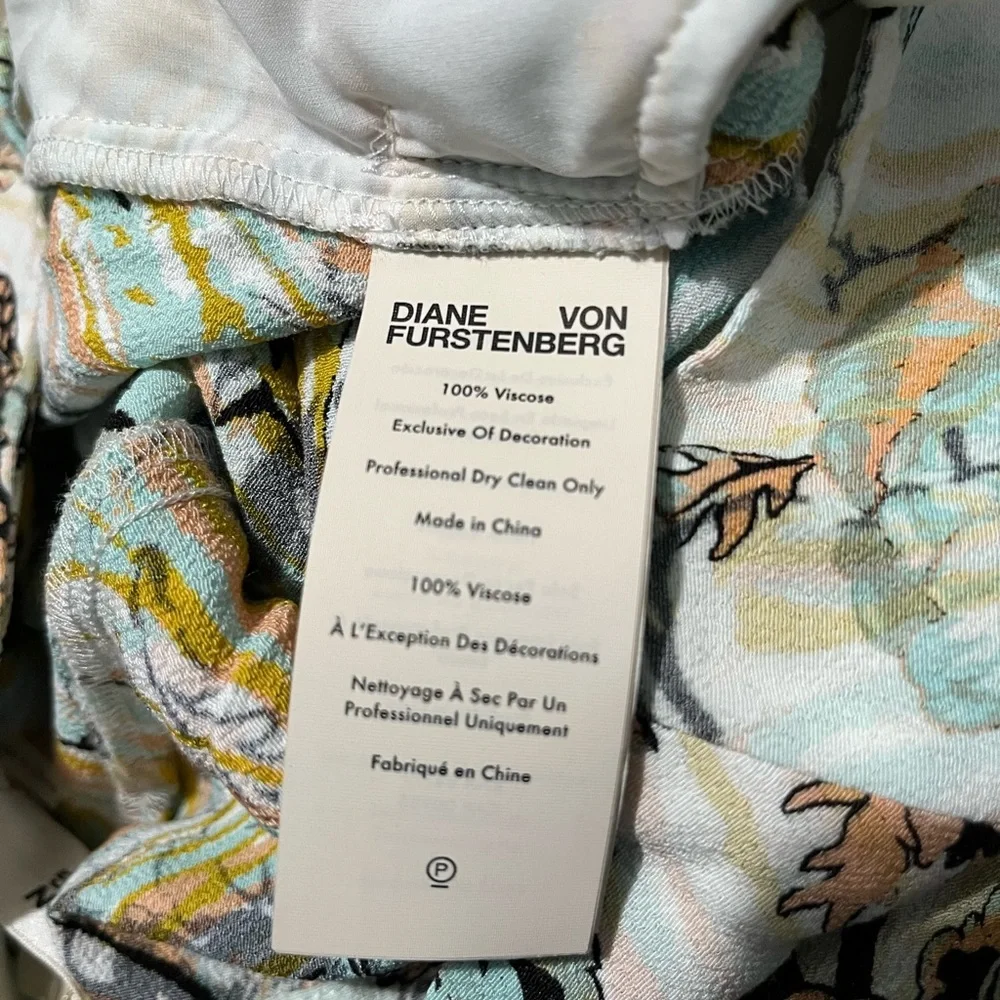 DIANE VON
FURSTENBERG
100% Viscose
Exclusive Of Decoration
Professional Dry Clean Only
Made in China
100% Viscose
À L'Exception Des Décorations
Nettoyage À Sec Par Un
Professionnel Uniquement
Fabriqué en Chine
P